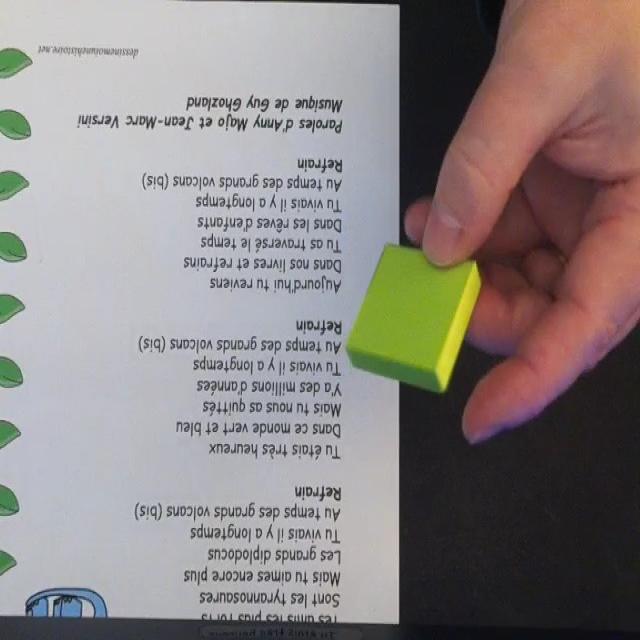 Sont les tyrannosaures
Mais tu aimes encore plus
Les grands diplodocus
Tu vivais il y a longtemps
Au temps des grands volcans (bis)
Refrain
Tu étais très heureux
Dans ce monde vert et bleu
Mais tu nous as quittés
Y'a des millions d'années
Tu vivais il y a longtemps
Au temps des grands volcans (bis)
Refrain
Aujourd'hui tu reviens
Dans nos livres et refrains
Tu as traversé le temps
Dans les rêves d'enfants
Tu vivais il y a longtemps
Au temps des grands volcans (bis)
Refrain
Paroles d'Anny Majo et Jean-Marc Versini
Musique de Guy Ghozland
dessinemoiunehistoire.net